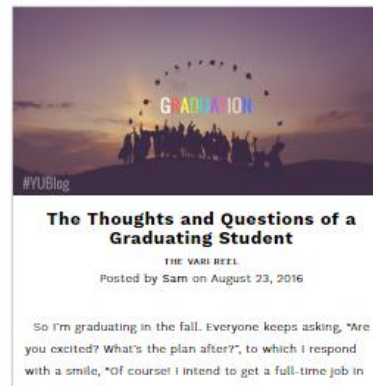 GRADUATION
#YUBlog
The Thoughts and Questions of a
Graduating Student
THE VARI REEL
Posted by Sam on August 23, 2016
So I'm graduating in the fall. Everyone keeps asking, "Are
you excited? What's the plan after?", to which I respond
with a smile, "Of course! I intend to get a full-time job in